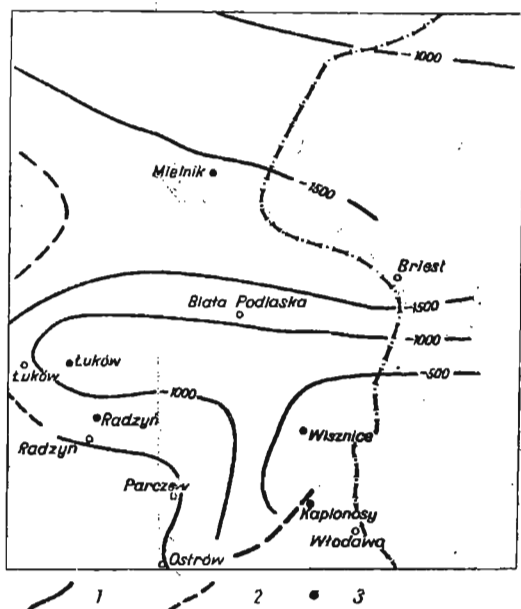 -1000
Mielnik
-1500
Briest
Biała Podlaska
-1500
-1000
-500
Łuków
Łuków
-1000
Radzyń
Radzyń
Wisznice
Parczew
Kaplonosy
Włodawa
Ostrów
1 2 3